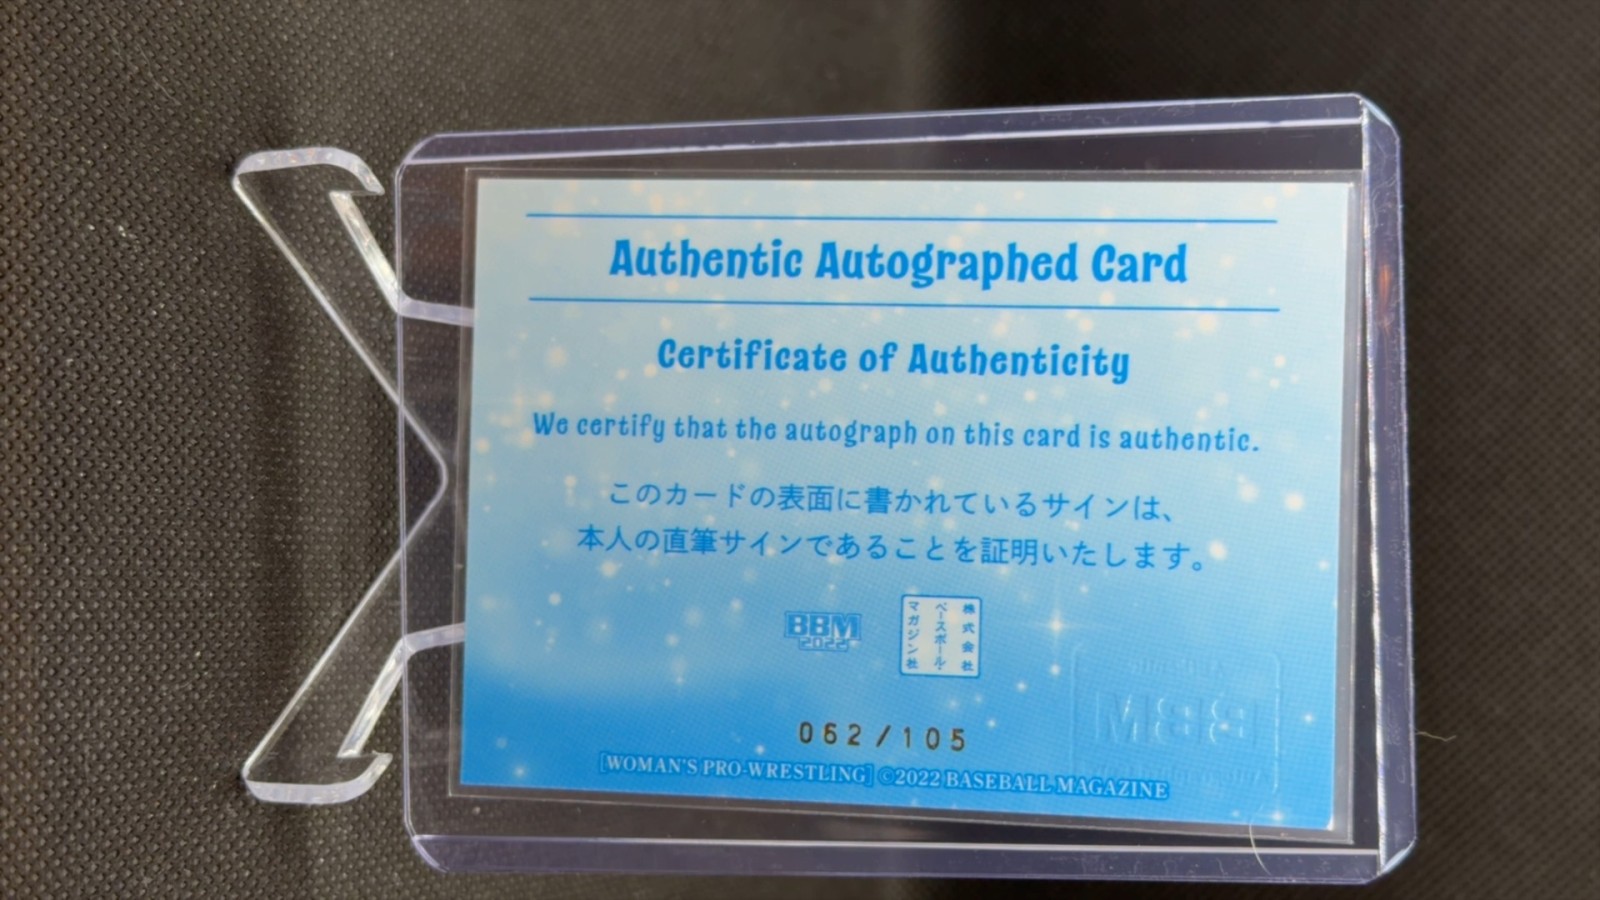 Authentic Autographed Card
Certificate of Authenticity
We certify that the autograph on this card is authentic.
このカードの表面に書かれているサインは、
本人の直筆サインであることを証明いたします。
BBM
2022
株式会社
ベースボール・
マガジン社
BBM
062/105
[WOMAN'S PRO-WRESTLING] ©2022 BASEBALL MAGAZINE